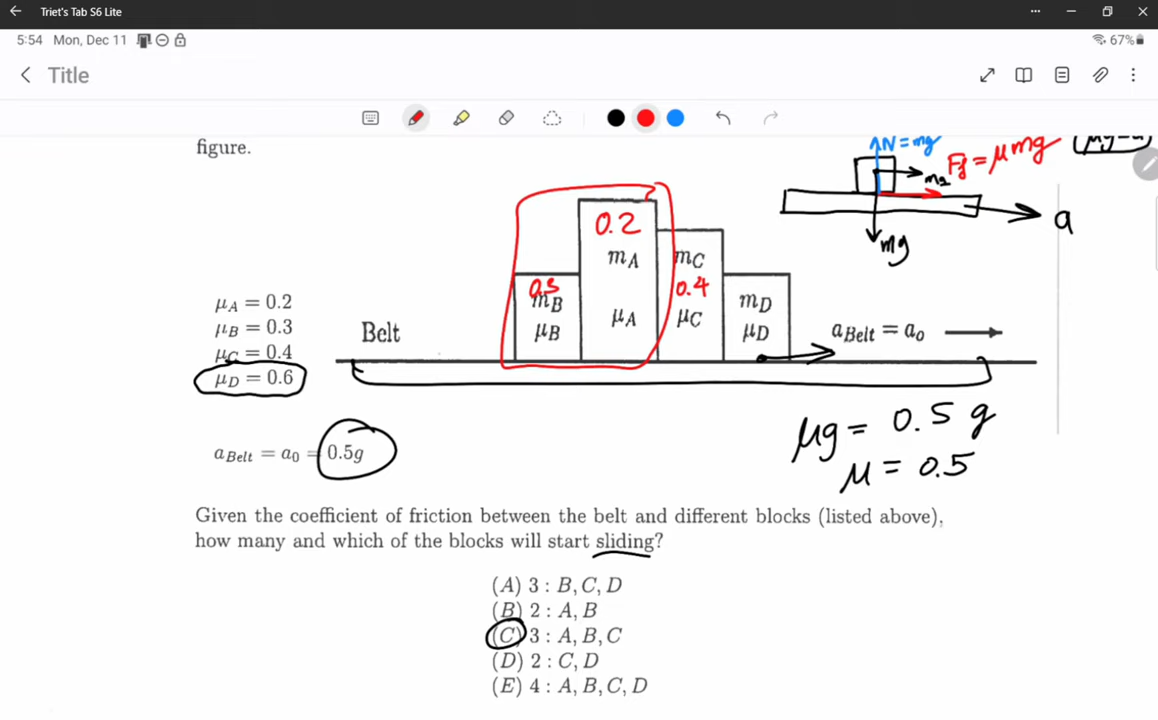 Triet's Tab S6 Lite
5:54 Mon, Dec 11 67%
Title
figure.
N = mg
Ff = μmg
a
mg
0.2
mA
mC
0.3
mB
0.4
mD
μA = 0.2
μB = 0.3
μC = 0.4
μD = 0.6
Belt
μB
μA
μC
μD
aBelt = ao
μg = 0.5 g
μ = 0.5
aBelt = a0 = 0.5g
Given the coefficient of friction between the belt and different blocks (listed above),
how many and which of the blocks will start sliding?
(A) 3 : B, C, D
(B) 2 : A, B
(C) 3 : A, B, C
(D) 2 : C, D
(E) 4 : A, B, C, D